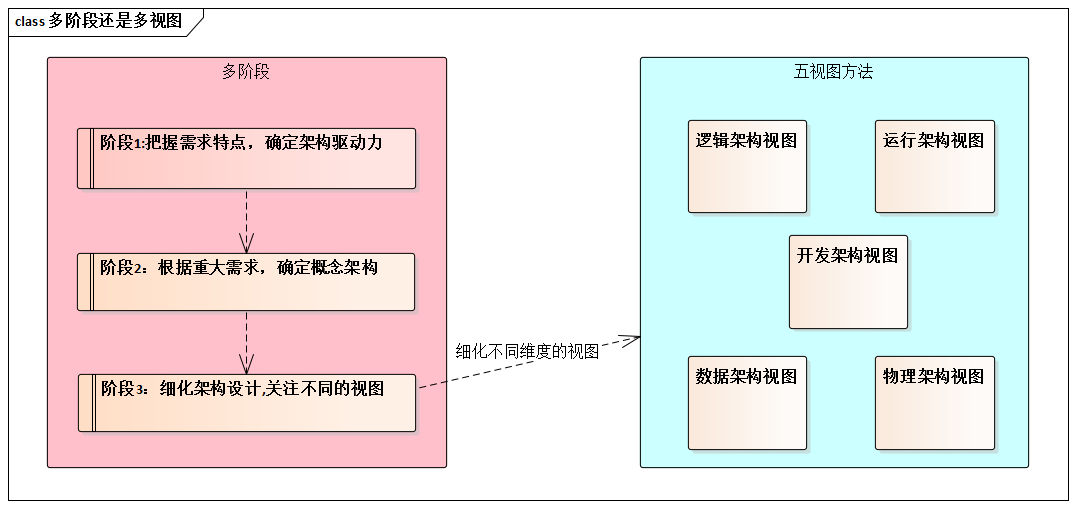 class 多阶段还是多视图
多阶段
阶段1:把握需求特点，确定架构驱动力
阶段2：根据重大需求，确定概念架构
阶段3：细化架构设计,关注不同的视图
细化不同维度的视图
五视图方法
逻辑架构视图
运行架构视图
开发架构视图
数据架构视图
物理架构视图